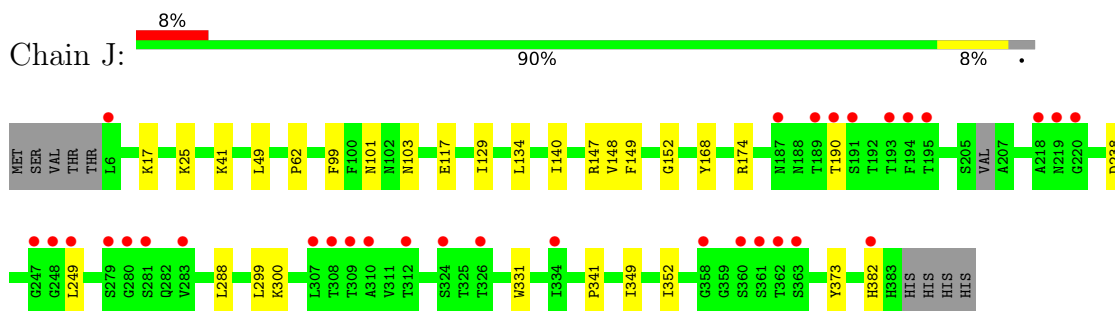 8%
Chain J:
90% 8% •
MET SER VAL THR THR L6 K17 K25 K41 L49 P62 F99 F100 N101 N102 N103 E117 I129 L134 I140 R147 V148 F149 G152 Y168 R174 N187 N188 T189 T190 S191 T192 T193 F194 T195 S205 VAL A207 A218 N219 G220
G247 G248 L249 S279 G280 S281 Q282 V283 L288 L299 K300 L307 T308 T309 A310 V311 T312 S324 T325 T326 W331 I334 P341 I349 I352 G358 G359 S360 S361 T362 S363 Y373 H382 H383 HIS HIS HIS HIS